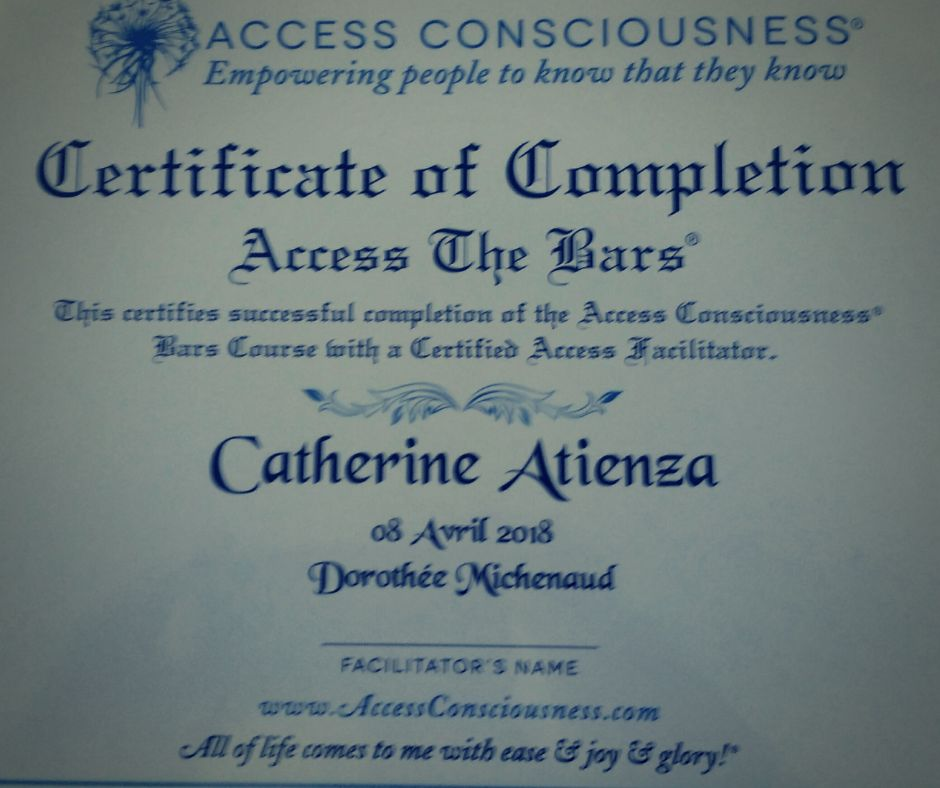 ACCESS CONSCIOUSNESS®
Empowering people to know that they know
Certificate of Completion
Access The Bars®
This certifies successful completion of the Access Consciousness®
Bars Course with a Certified Access Facilitator.
Catherine Atienza
08 Avril 2018
Dorothée Michenaud
FACILITATOR'S NAME
www.AccessConsciousness.com
All of life comes to me with ease & joy & glory!®